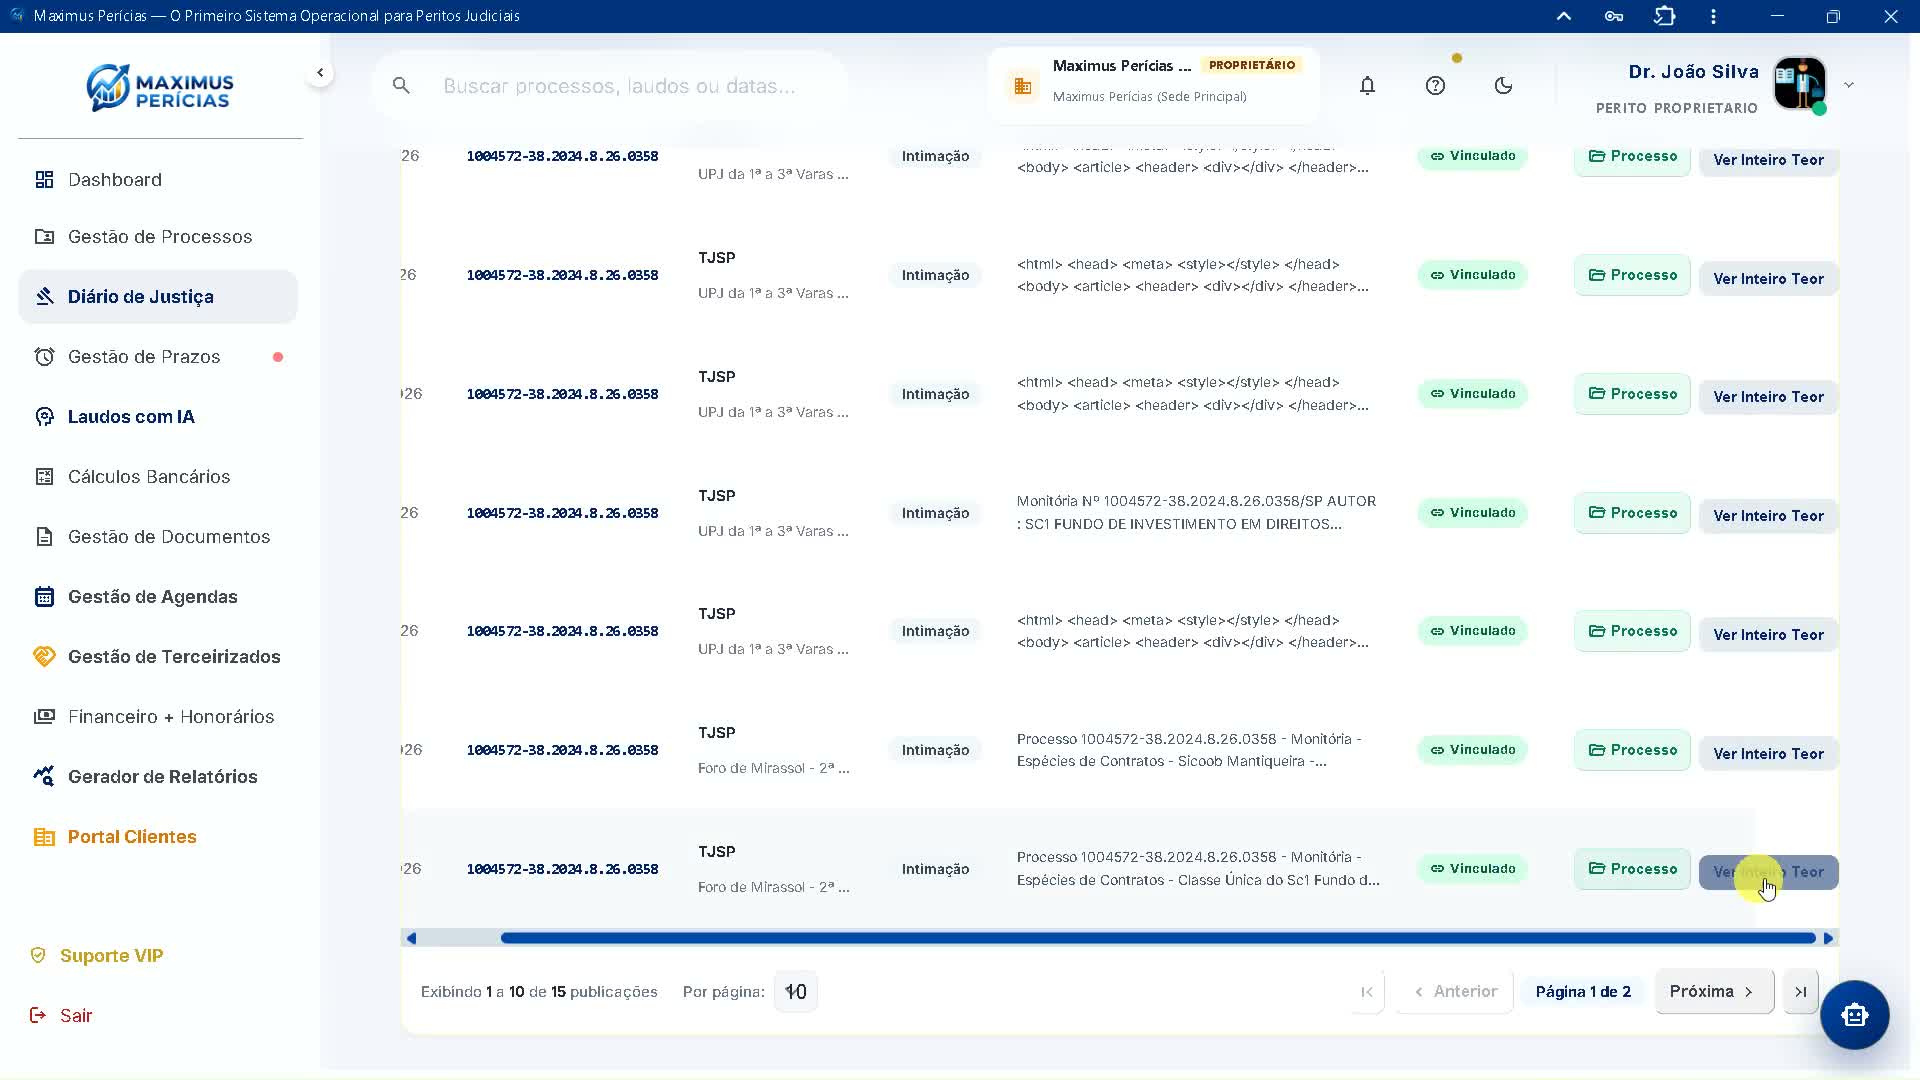 Maximus Perícias — O Primeiro Sistema Operacional para Peritos Judiciais
MAXIMUS
PERÍCIAS
Buscar processos, laudos ou datas...
Maximus Perícias ...
PROPRIETÁRIO
Maximus Perícias (Sede Principal)
Dr. João Silva
PERITO PROPRIETARIO
Dashboard
Gestão de Processos
Diário de Justiça
Gestão de Prazos
Laudos com IA
Cálculos Bancários
Gestão de Documentos
Gestão de Agendas
Gestão de Terceirizados
Financeiro + Honorários
Gerador de Relatórios
Portal Clientes
Suporte VIP
Sair
26 1004572-38.2024.8.26.0358 UPJ da 1ª a 3ª Varas ... Intimação
<body> <article> <header> <div></div> </header>...
Vinculado Processo Ver Inteiro Teor
26 1004572-38.2024.8.26.0358 TJSP
UPJ da 1ª a 3ª Varas ... Intimação
<html> <head> <meta> <style></style> </head>
<body> <article> <header> <div></div> </header>...
Vinculado Processo Ver Inteiro Teor
26 1004572-38.2024.8.26.0358 TJSP
UPJ da 1ª a 3ª Varas ... Intimação
<html> <head> <meta> <style></style> </head>
<body> <article> <header> <div></div> </header>...
Vinculado Processo Ver Inteiro Teor
26 1004572-38.2024.8.26.0358 TJSP
UPJ da 1ª a 3ª Varas ... Intimação
Monitória Nº 1004572-38.2024.8.26.0358/SP AUTOR
: SC1 FUNDO DE INVESTIMENTO EM DIREITOS...
Vinculado Processo Ver Inteiro Teor
26 1004572-38.2024.8.26.0358 TJSP
UPJ da 1ª a 3ª Varas ... Intimação
<html> <head> <meta> <style></style> </head>
<body> <article> <header> <div></div> </header>...
Vinculado Processo Ver Inteiro Teor
26 1004572-38.2024.8.26.0358 TJSP
Foro de Mirassol - 2ª ... Intimação
Processo 1004572-38.2024.8.26.0358 - Monitória -
Espécies de Contratos - Sicoob Mantiqueira -...
Vinculado Processo Ver Inteiro Teor
26 1004572-38.2024.8.26.0358 TJSP
Foro de Mirassol - 2ª ... Intimação
Processo 1004572-38.2024.8.26.0358 - Monitória -
Espécies de Contratos - Classe Única do Sc1 Fundo d...
Vinculado Processo Ver Inteiro Teor
Exibindo 1 a 10 de 15 publicações Por página: 10
Anterior Página 1 de 2 Próxima